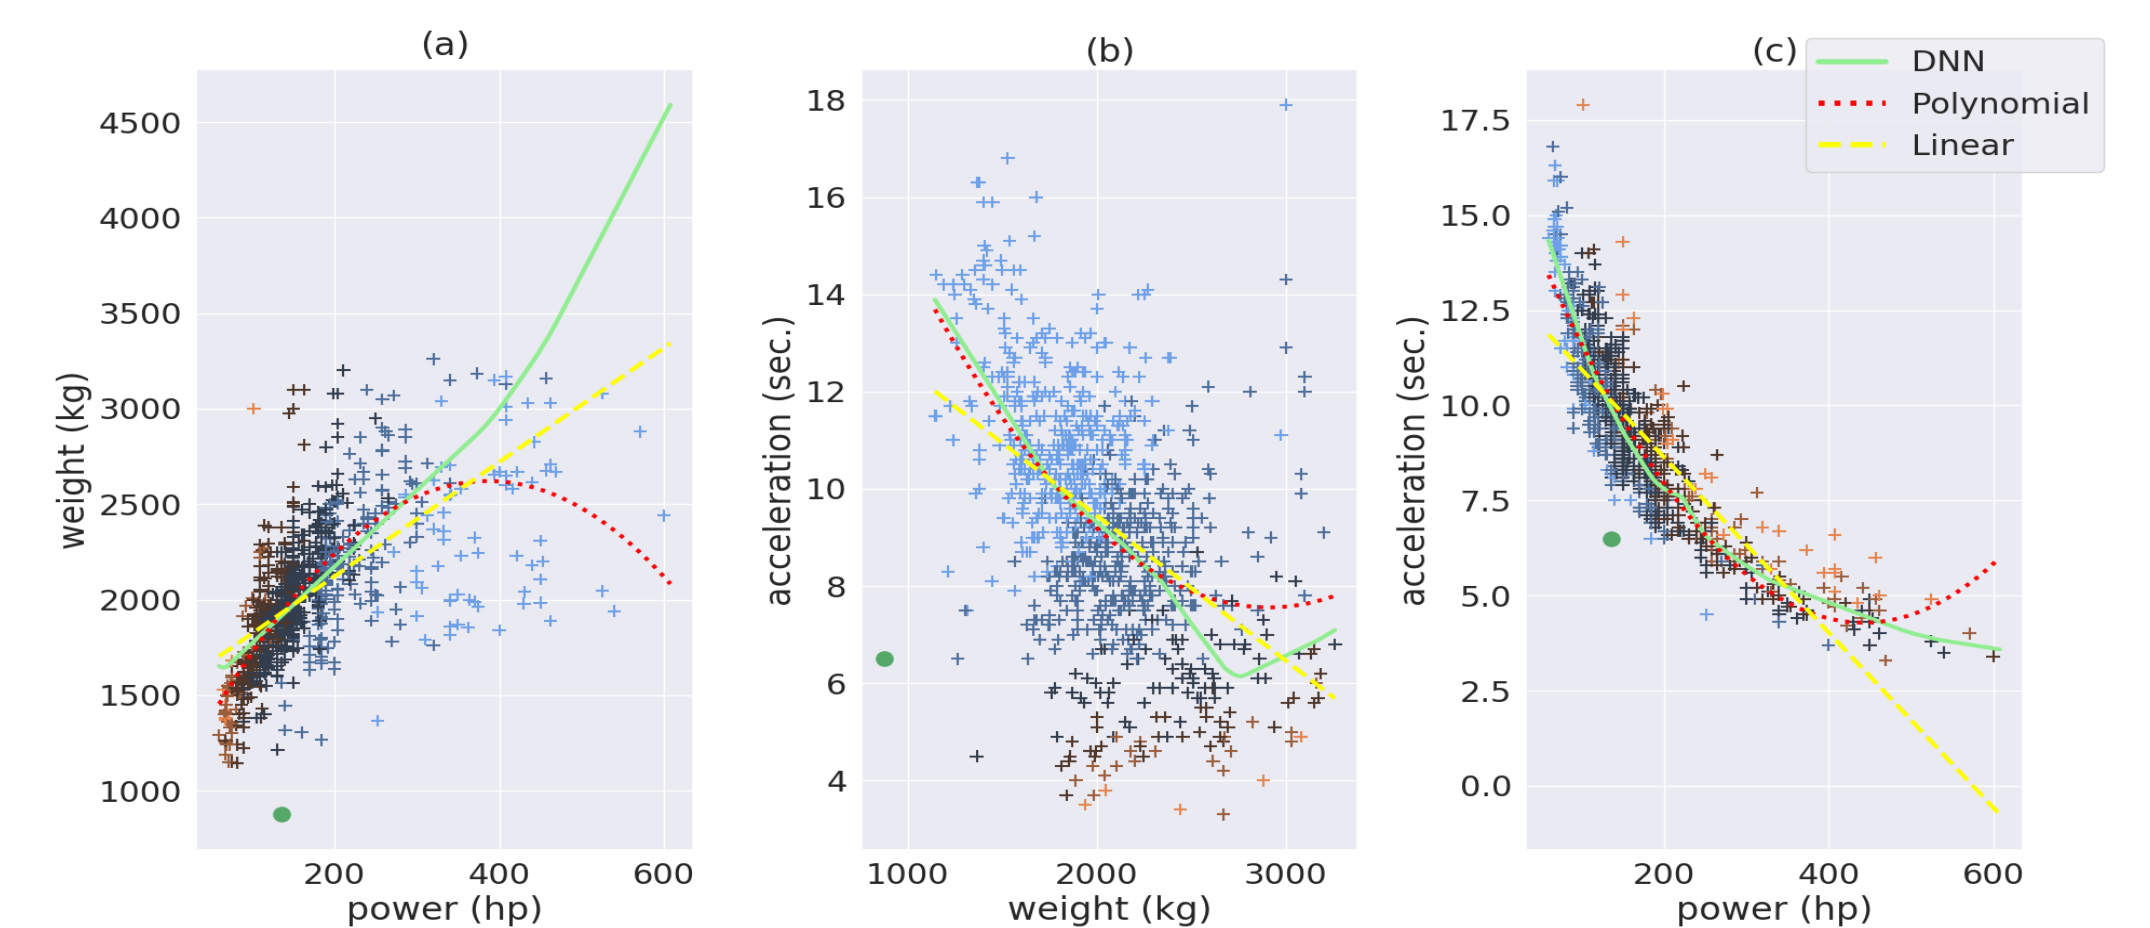 (a)
4500
4000
3500
3000
2500
2000
1500
1000
weight (kg)
200 400 600
power (hp)
(b)
18
16
14
12
10
8
6
4
acceleration (sec.)
1000 2000 3000
weight (kg)
(c)
17.5
15.0
12.5
10.0
7.5
5.0
2.5
0.0
acceleration (sec.)
200 400 600
power (hp)
DNN
Polynomial
Linear